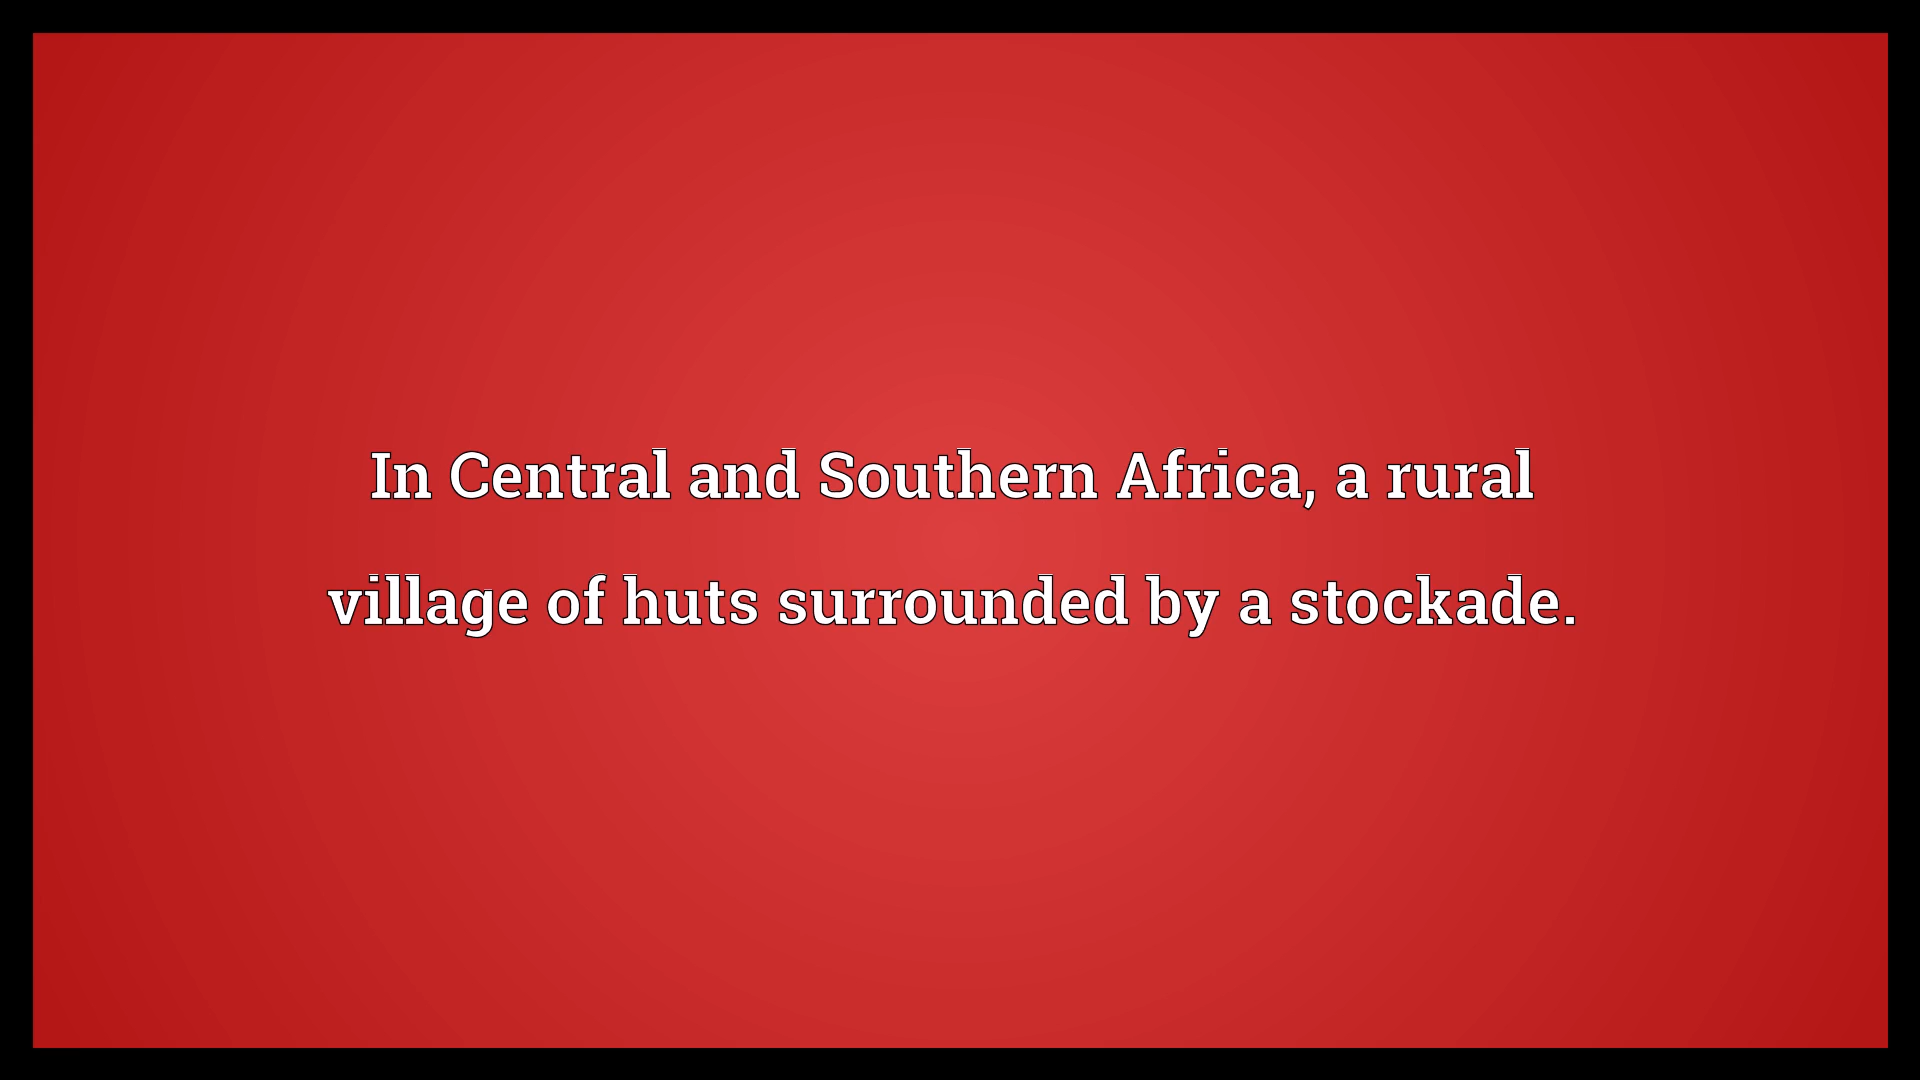 In Central and Southern Africa, a rural
village of huts surrounded by a stockade.